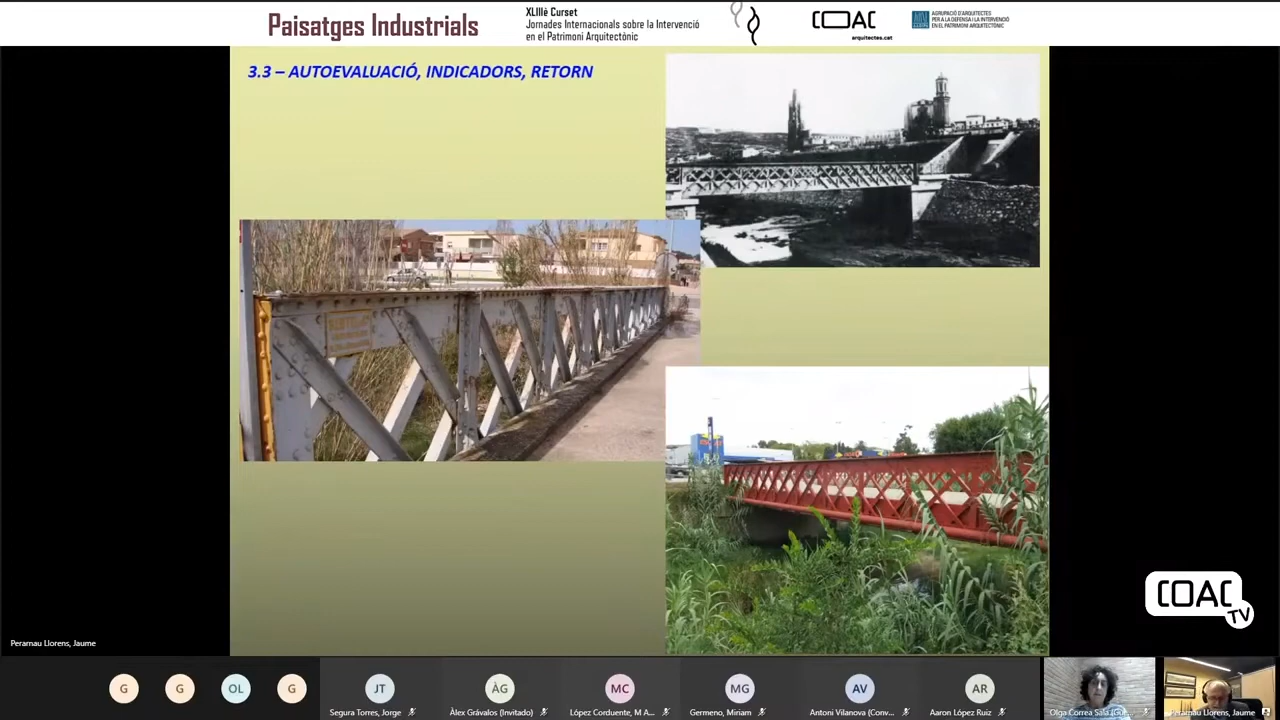 Paisatges Industrials
XLIIIè Curset
Jornades Internacionals sobre la Intervenció
en el Patrimoni Arquitectònic
COAC
arquitectes.cat
AGRUPACIÓ D'ARQUITECTES
PER A LA DEFENSA I LA INTERVENCIÓ
EN EL PATRIMONI ARQUITECTÒNIC
3.3 – AUTOEVALUACIÓ, INDICADORS, RETORN
COAC
TV
Perarnau Llorens, Jaume
G
G
OL
G
JT
ÀG
MC
MG
AV
AR
Segura Torres, Jorge
Àlex Grávalos (Invitado)
López Corduente, M A...
Germeno, Miriam
Antoni Vilanova (Conv...
Aaron López Ruiz
Olga Correa Sala
Perarnau Llorens, Jaume